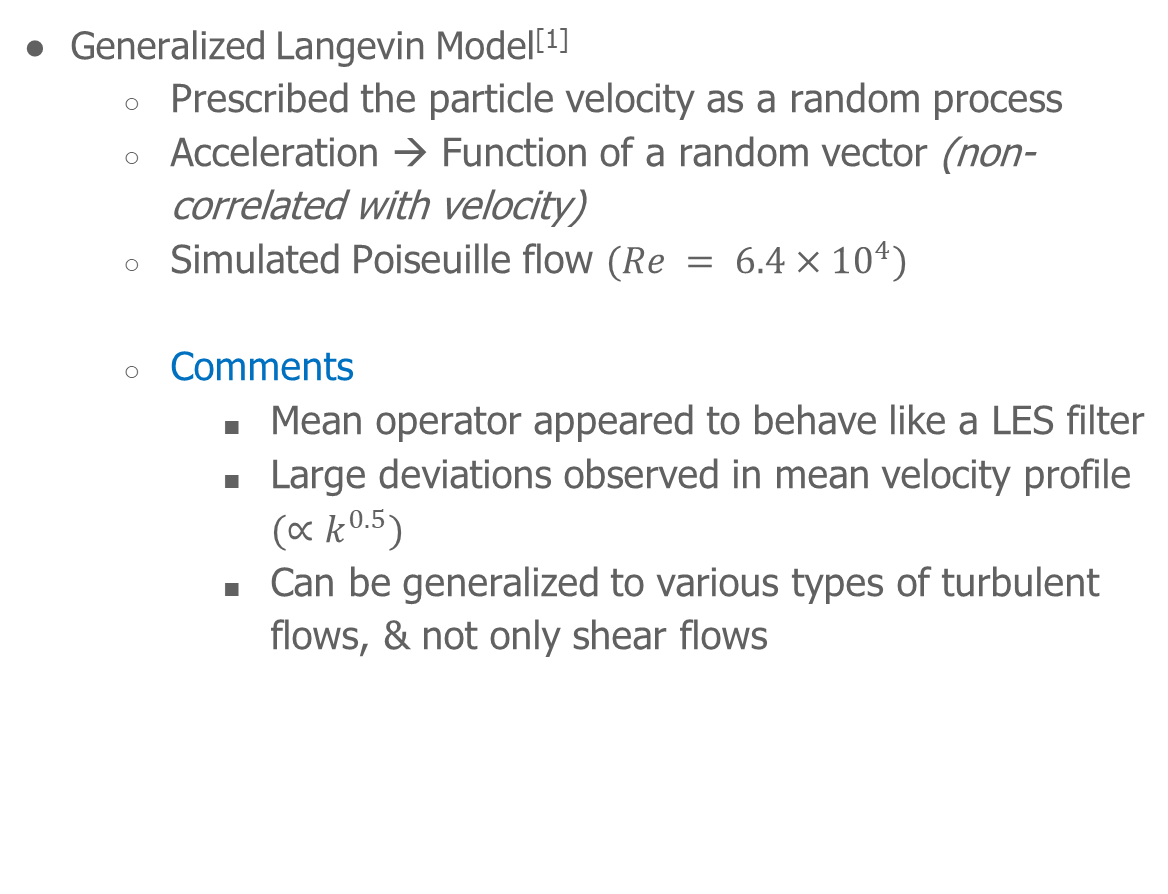 ● Generalized Langevin Model[1]
○ Prescribed the particle velocity as a random process
○ Acceleration → Function of a random vector (non-
correlated with velocity)
○ Simulated Poiseuille flow (Re = 6.4 × 10⁴)
○ Comments
■ Mean operator appeared to behave like a LES filter
■ Large deviations observed in mean velocity profile
(∝ k⁰·⁵)
■ Can be generalized to various types of turbulent
flows, & not only shear flows